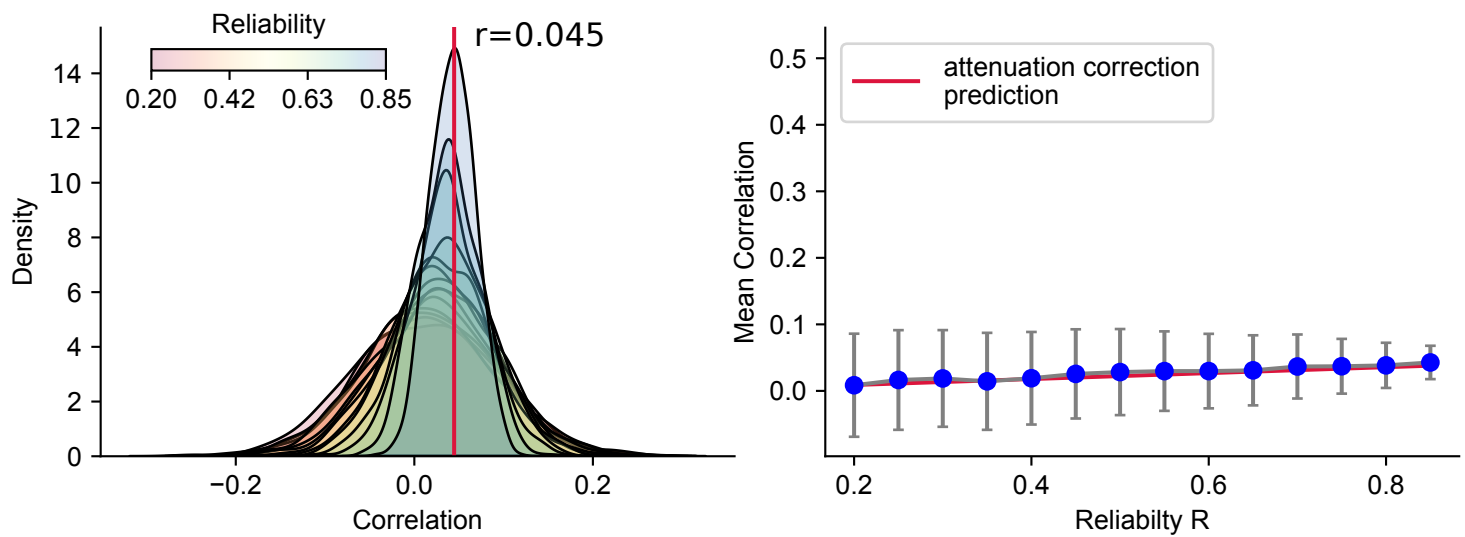 Reliability
0.20 0.42 0.63 0.85
r=0.045
14
12
10
8
6
4
2
0
Density
−0.2 0.0 0.2
Correlation
attenuation correction
prediction
0.5
0.4
0.3
0.2
0.1
0.0
Mean Correlation
0.2 0.4 0.6 0.8
Reliabilty R